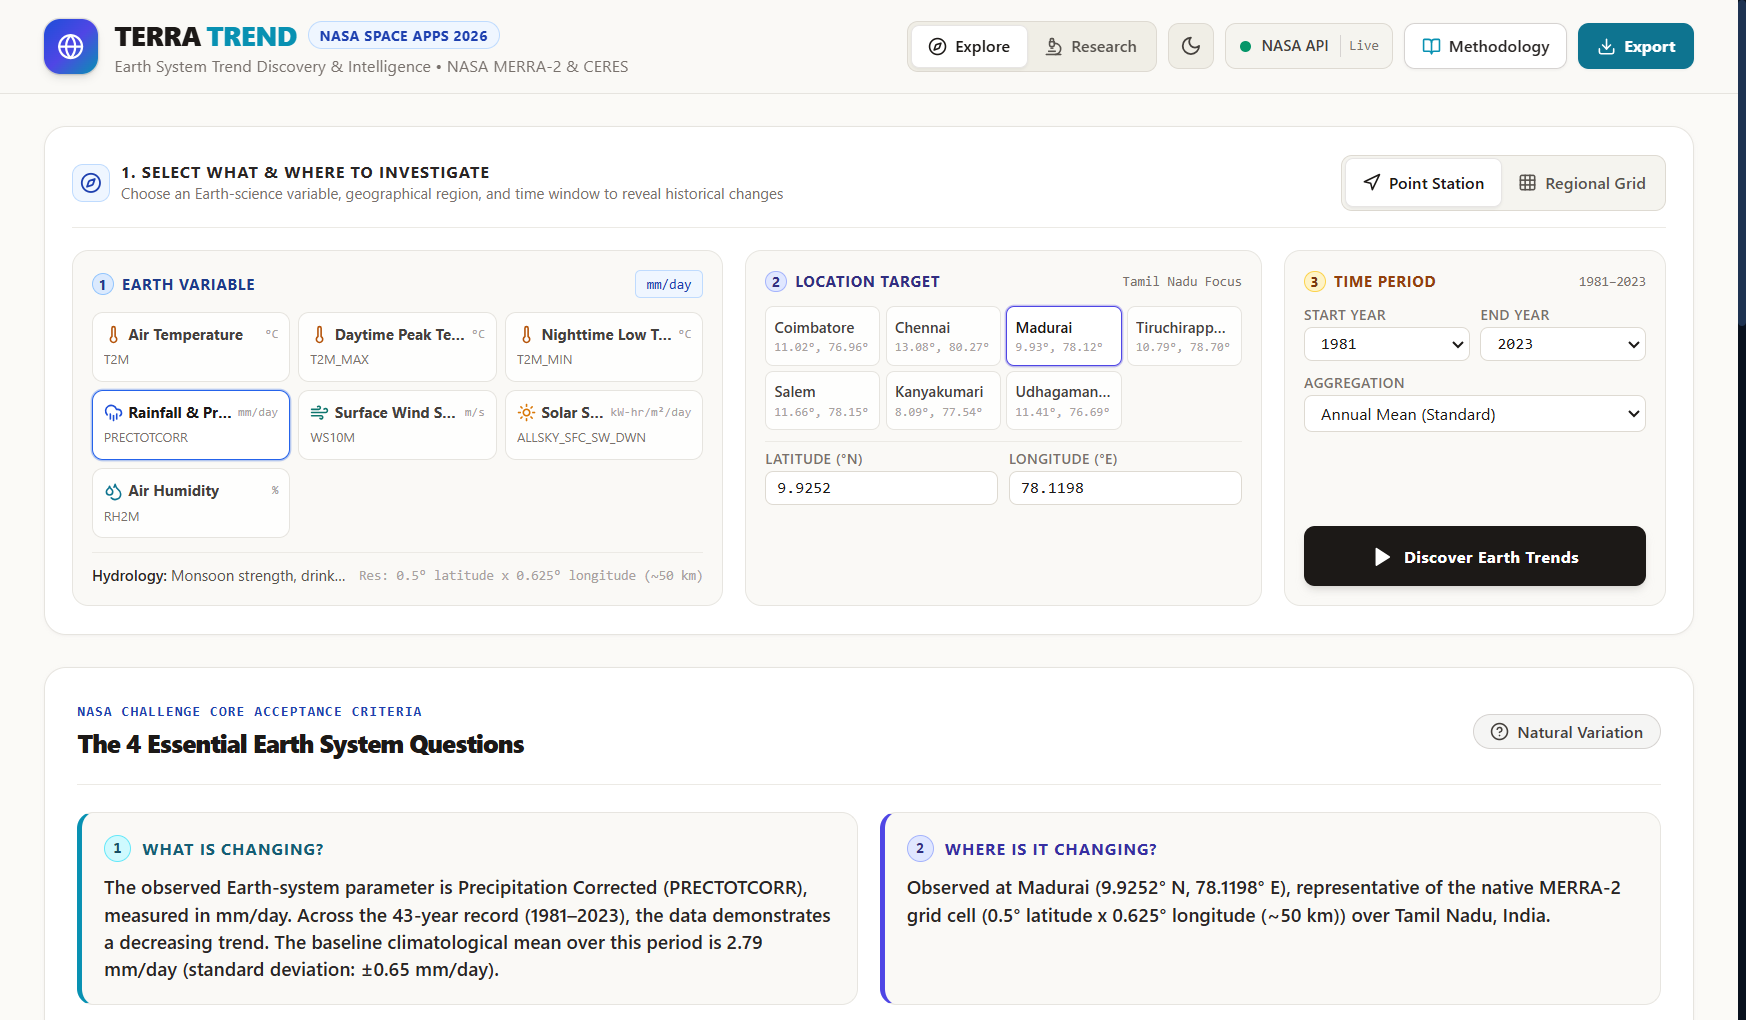 TERRA TREND NASA SPACE APPS 2026
Earth System Trend Discovery & Intelligence • NASA MERRA-2 & CERES
Explore Research NASA API Live Methodology Export
1. SELECT WHAT & WHERE TO INVESTIGATE
Choose an Earth-science variable, geographical region, and time window to reveal historical changes
Point Station Regional Grid
1 EARTH VARIABLE mm/day
Air Temperature °C
T2M
Daytime Peak Te... °C
T2M_MAX
Nighttime Low T... °C
T2M_MIN
Rainfall & Pr... mm/day
PRECTOTCORR
Surface Wind S... m/s
WS10M
Solar S... kW-hr/m²/day
ALLSKY_SFC_SW_DWN
Air Humidity %
RH2M
Hydrology: Monsoon strength, drink... Res: 0.5° latitude x 0.625° longitude (~50 km)
2 LOCATION TARGET Tamil Nadu Focus
Coimbatore
11.02°, 76.96°
Chennai
13.08°, 80.27°
Madurai
9.93°, 78.12°
Tiruchirapp...
10.79°, 78.70°
Salem
11.66°, 78.15°
Kanyakumari
8.09°, 77.54°
Udhagaman...
11.41°, 76.69°
LATITUDE (°N) LONGITUDE (°E)
9.9252 78.1198
3 TIME PERIOD 1981–2023
START YEAR END YEAR
1981 2023
AGGREGATION
Annual Mean (Standard)
Discover Earth Trends
NASA CHALLENGE CORE ACCEPTANCE CRITERIA
The 4 Essential Earth System Questions
Natural Variation
1 WHAT IS CHANGING?
The observed Earth-system parameter is Precipitation Corrected (PRECTOTCORR),
measured in mm/day. Across the 43-year record (1981–2023), the data demonstrates
a decreasing trend. The baseline climatological mean over this period is 2.79
mm/day (standard deviation: ±0.65 mm/day).
2 WHERE IS IT CHANGING?
Observed at Madurai (9.9252° N, 78.1198° E), representative of the native MERRA-2
grid cell (0.5° latitude x 0.625° longitude (~50 km)) over Tamil Nadu, India.